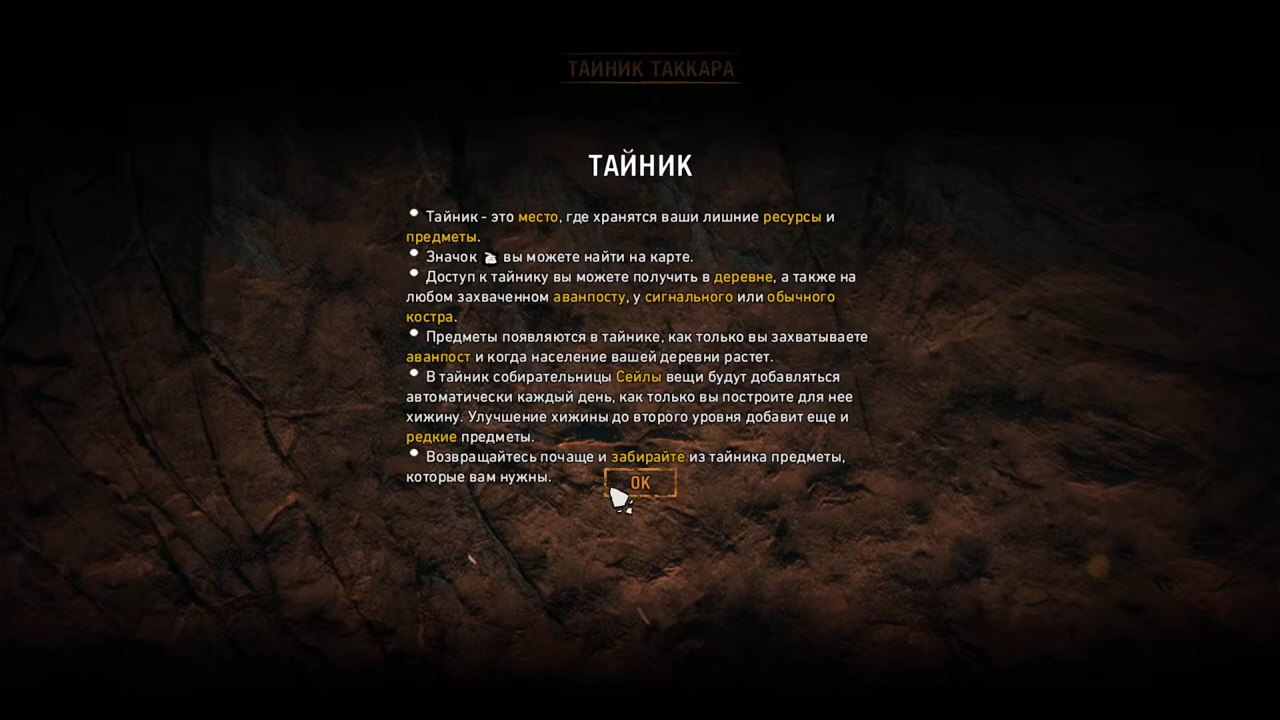 ТАЙНИК ТАККАРА
ТАЙНИК
• Тайник - это место, где хранятся ваши лишние ресурсы и
предметы.
• Значок вы можете найти на карте.
• Доступ к тайнику вы можете получить в деревне, а также на
любом захваченном аванпосту, у сигнального или обычного
костра.
• Предметы появляются в тайнике, как только вы захватываете
аванпост и когда население вашей деревни растет.
• В тайник собирательницы Сейлы вещи будут добавляться
автоматически каждый день, как только вы построите для нее
хижину. Улучшение хижины до второго уровня добавит еще и
редкие предметы.
• Возвращайтесь почаще и забирайте из тайника предметы,
которые вам нужны.
OK